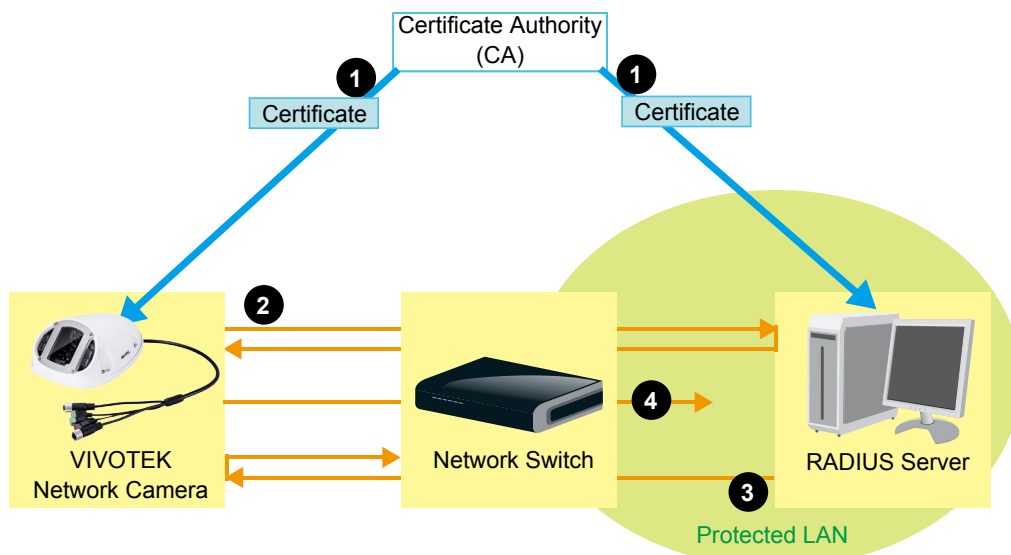 Certificate Authority
(CA)
1
1
Certificate
Certificate
2
4
VIVOTEK
Network Camera
Network Switch
RADIUS Server
3
Protected LAN